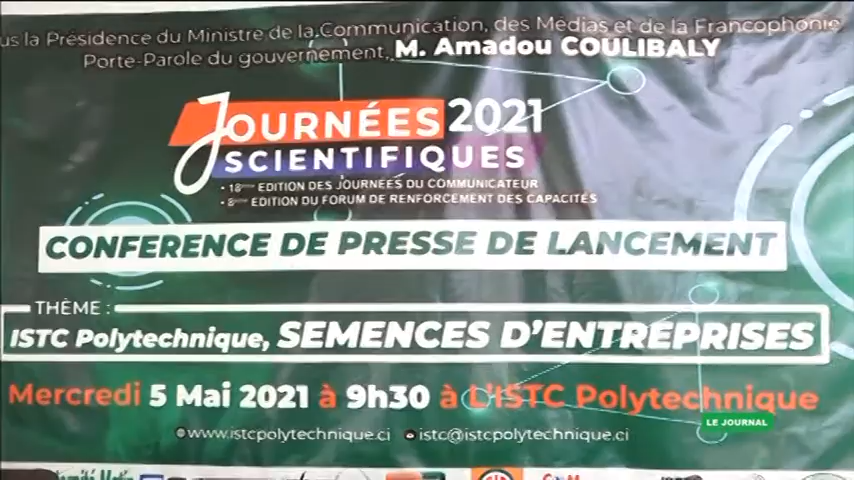 la Présidence du Ministre de la Communication, des Médias et de la Francophonie
Porte-Parole du gouvernement, M. Amadou COULIBALY
JOURNÉES 2021
SCIENTIFIQUES
• 18ème EDITION DES JOURNÉES DU COMMUNICATEUR
• 8ème EDITION DU FORUM DE RENFORCEMENT DES CAPACITÉS
CONFERENCE DE PRESSE DE LANCEMENT
THÈME :
ISTC Polytechnique, SEMENCES D'ENTREPRISES
Mercredi 5 Mai 2021 à 9h30 à L'ISTC Polytechnique
LE JOURNAL
www.istcpolytechnique.ci istc@istcpolytechnique.ci